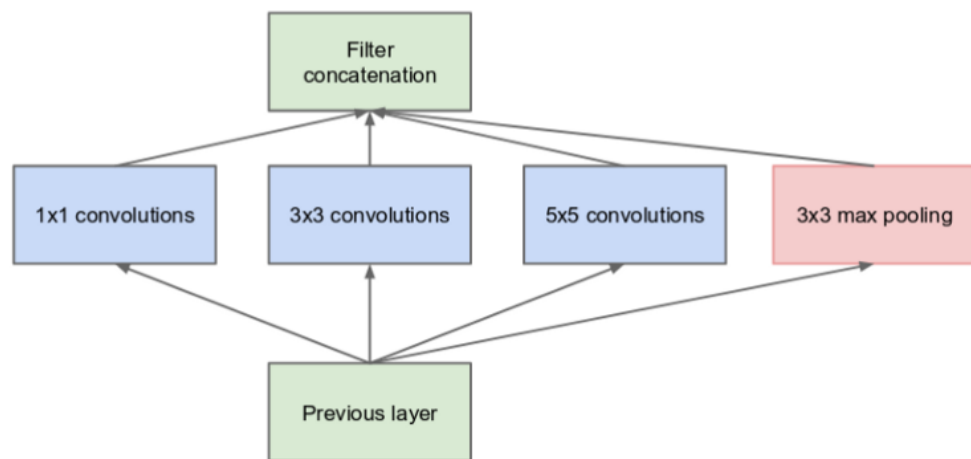 Filter
concatenation
1x1 convolutions
3x3 convolutions
5x5 convolutions
3x3 max pooling
Previous layer